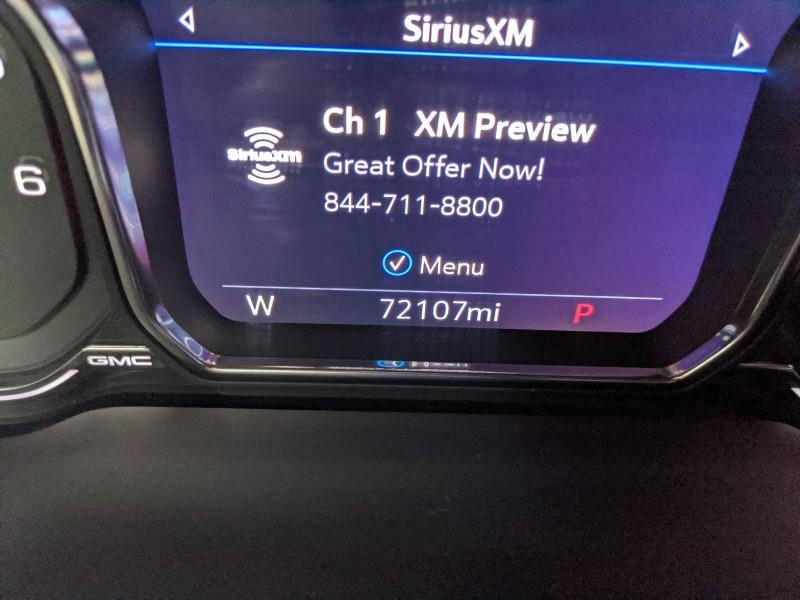 SiriusXM
Ch 1 XM Preview
siriusxm
Great Offer Now!
844-711-8800
6
Menu
W 72107mi P
GMC